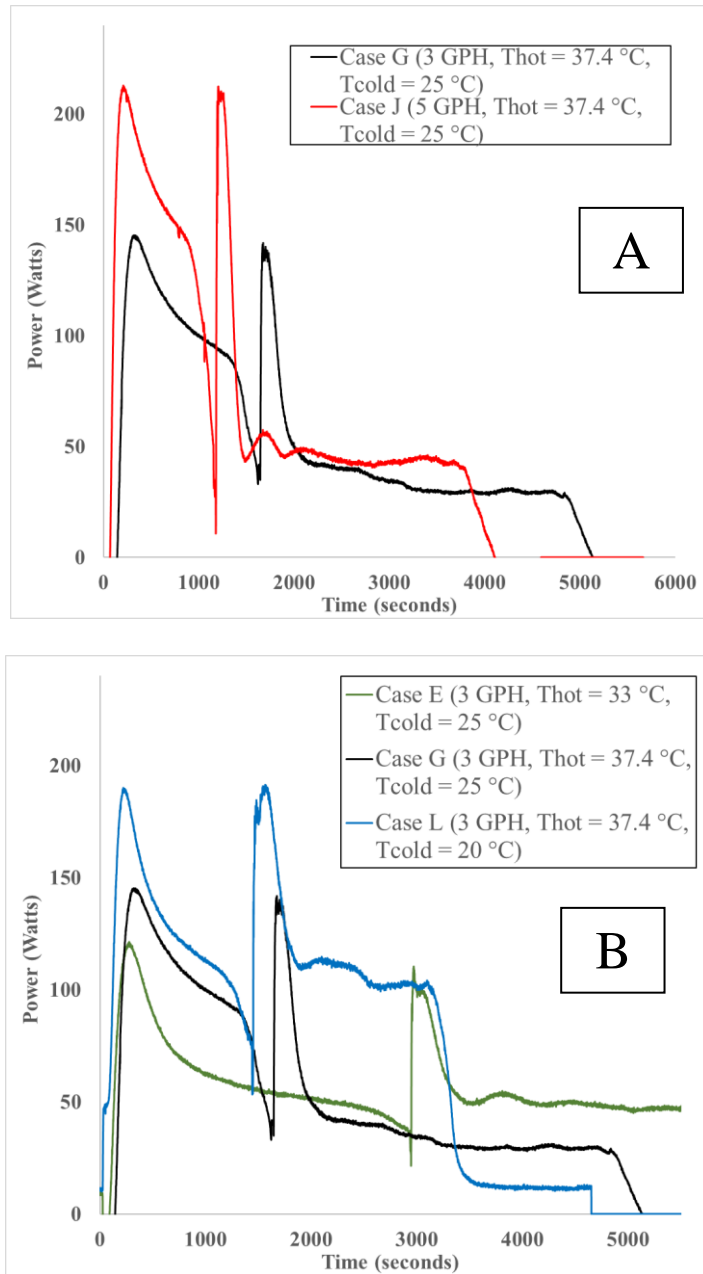 Case G (3 GPH, Thot = 37.4 °C,
Tcold = 25 °C)
Case J (5 GPH, Thot = 37.4 °C,
Tcold = 25 °C)
A
Power (Watts)
200
150
100
50
0
0 1000 2000 3000 4000 5000 6000
Time (seconds)
Case E (3 GPH, Thot = 33 °C,
Tcold = 25 °C)
Case G (3 GPH, Thot = 37.4 °C,
Tcold = 25 °C)
Case L (3 GPH, Thot = 37.4 °C,
Tcold = 20 °C)
B
Power (Watts)
200
150
100
50
0
0 1000 2000 3000 4000 5000
Time (seconds)